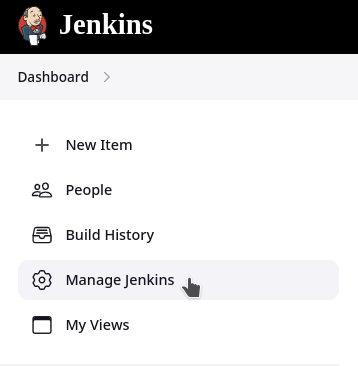 Jenkins
Dashboard
New Item
People
Build History
Manage Jenkins
My Views